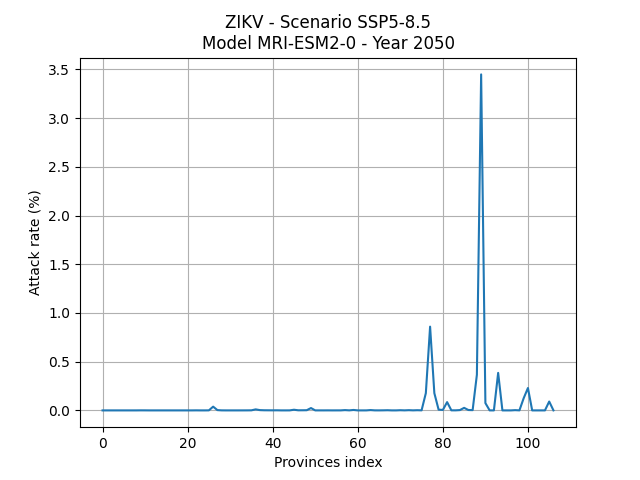 ZIKV - Scenario SSP5-8.5
Model MRI-ESM2-0 - Year 2050
3.5
3.0
2.5
2.0
1.5
1.0
0.5
0.0
Attack rate (%)
0 20 40 60 80 100
Provinces index